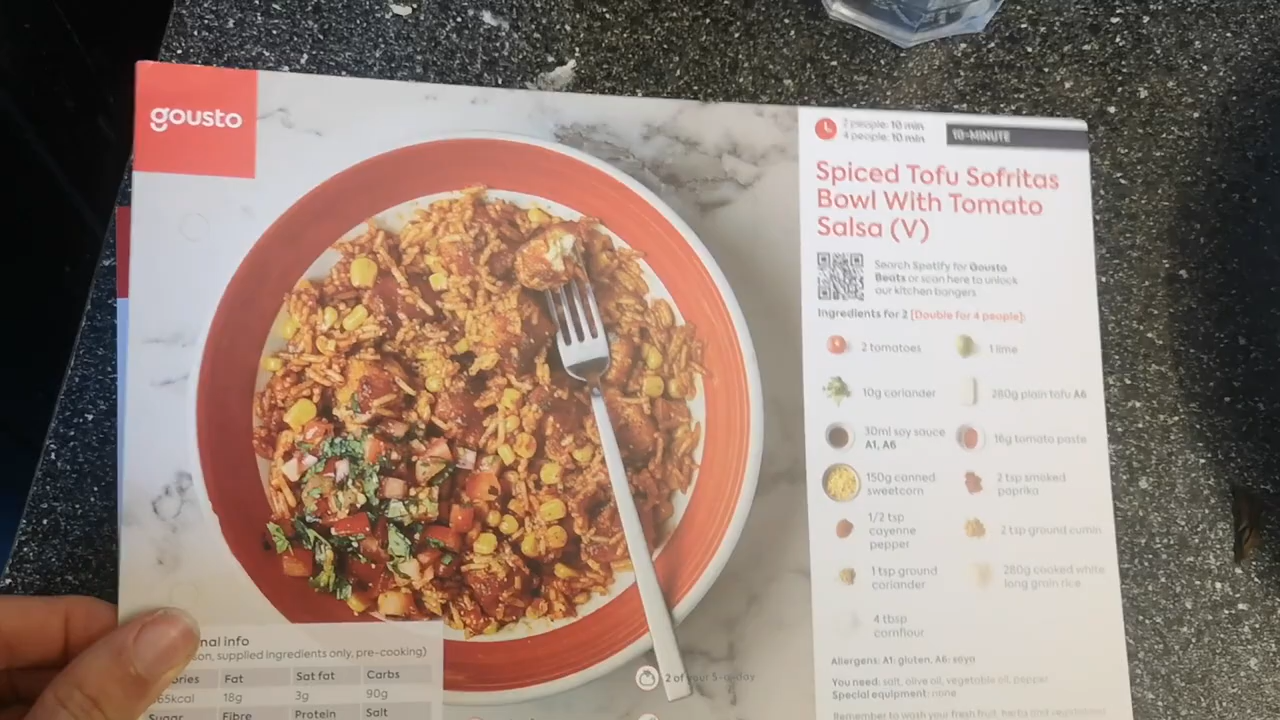 gousto
2 people: 10 min
4 people: 10 min
10-MINUTE
Spiced Tofu Sofritas
Bowl With Tomato
Salsa (V)
Search Spotify for Gousto
Beats or scan here to unlock
our kitchen bangers
Ingredients for 2 [Double for 4 people]:
2 tomatoes
1 lime
10g coriander
280g plain tofu A6
30ml soy sauce
A1, A6
16g tomato paste
150g canned
sweetcorn
2 tsp smoked
paprika
1/2 tsp
cayenne
pepper
2 tsp ground cumin
1 tsp ground
coriander
280g cooked white
long grain rice
4 tbsp
cornflour
Allergens: A1: gluten, A6: soya
You need: salt, olive oil, vegetable oil, pepper
Special equipment: none
Remember to wash your fresh fruit, herbs and vegetables
2 of your 5-a-day
nal info
son, supplied ingredients only, pre-cooking)
ories Fat Sat fat Carbs
65kcal 18g 3g 90g
Sugar Fibre Protein Salt